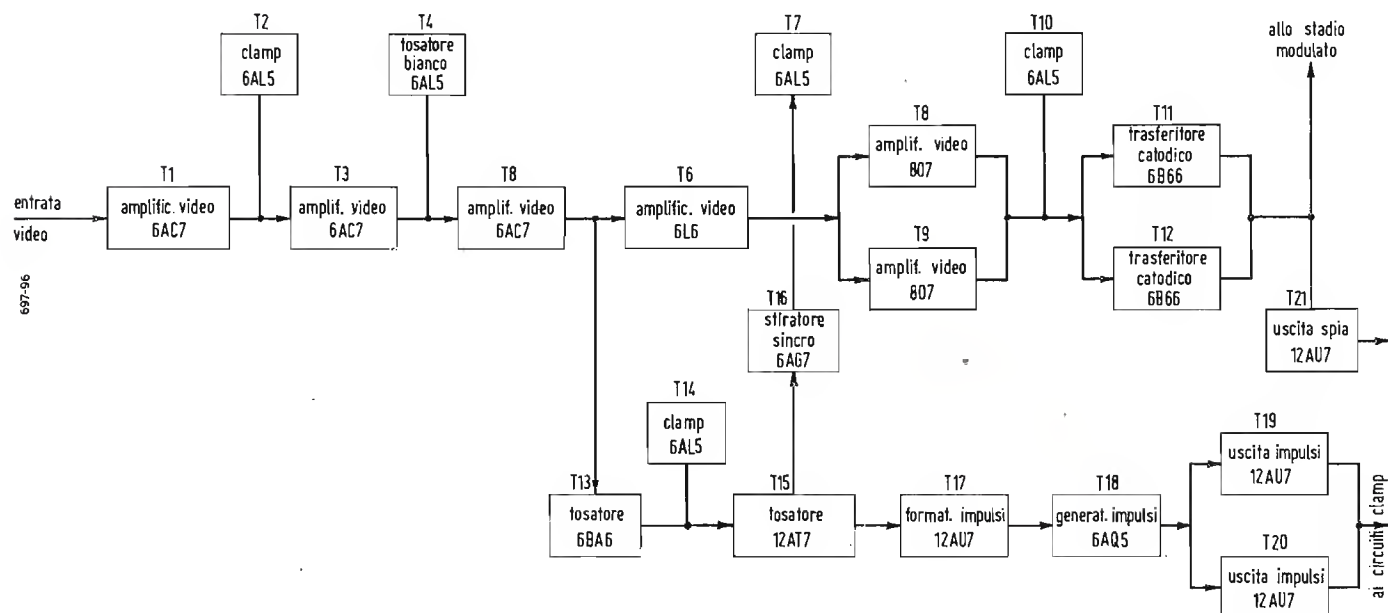 T2
clamp
6AL5
T4
tosatore
bianco
6AL5
T7
clamp
6AL5
T10
clamp
6AL5
allo stadio
modulato
entrata
video
T1
amplific. video
6AC7
T3
amplif. video
6AC7
T8
amplif. video
6AC7
T6
amplific. video
6L6
T8
amplif. video
807
T9
amplif. video
807
T11
trasferitore
catodico
6B66
T12
trasferitore
catodico
6B66
T21
uscita spia
12AU7
697-96
T16
stiratore
sincro
6AG7
T14
clamp
6AL5
T13
tosatore
6BA6
T15
tosatore
12AT7
T17
format. impulsi
12AU7
T18
generat. impulsi
6AQ5
T19
uscita impulsi
12AU7
T20
uscita impulsi
12AU7
ai circuitiv clamp